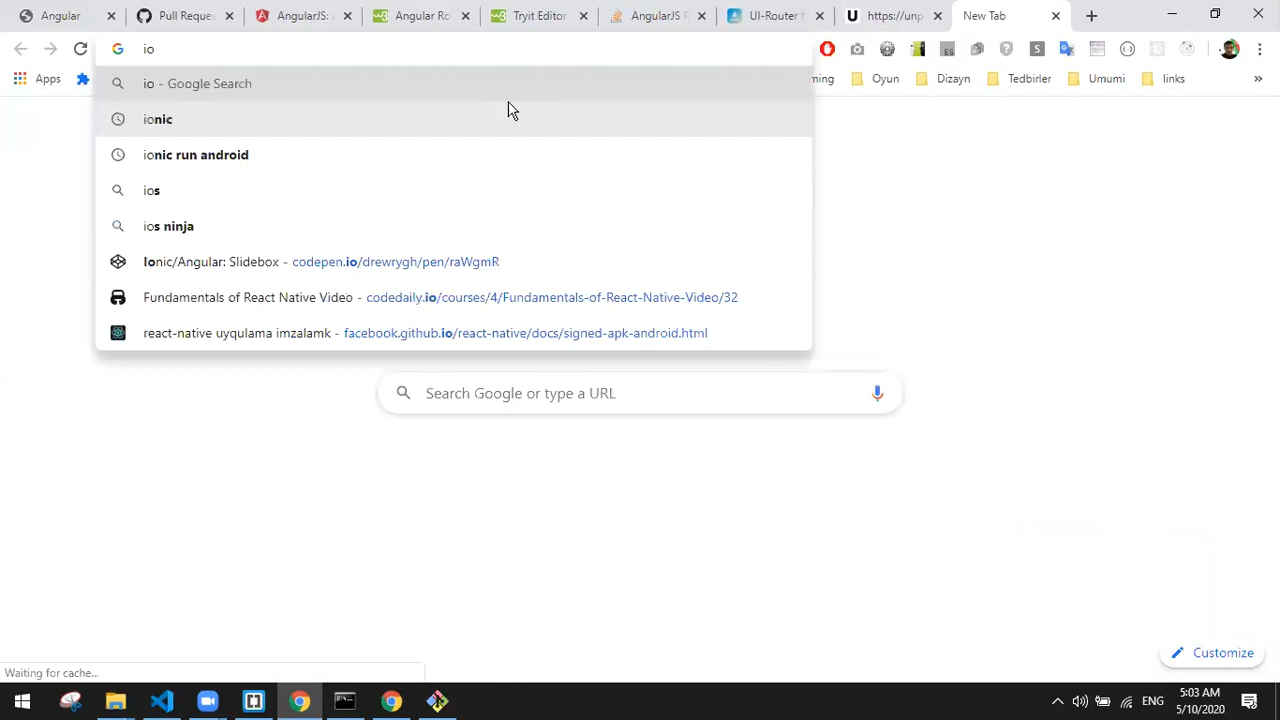 Angular
Pull Reques
AngularJS: A
Angular Ro
Tryit Editor
AngularJS R
UI-Router f
https://unp
New Tab
io
Apps
ming
Oyun
Dizayn
Tedbirler
Umumi
links
»
io - Google Search
ionic
ionic run android
ios
ios ninja
Ionic/Angular: Slidebox - codepen.io/drewrygh/pen/raWgmR
Fundamentals of React Native Video - codedaily.io/courses/4/Fundamentals-of-React-Native-Video/32
react-native uyqulama imzalamk - facebook.github.io/react-native/docs/signed-apk-android.html
Search Google or type a URL
Customize
Waiting for cache...
ENG
5:03 AM
5/10/2020